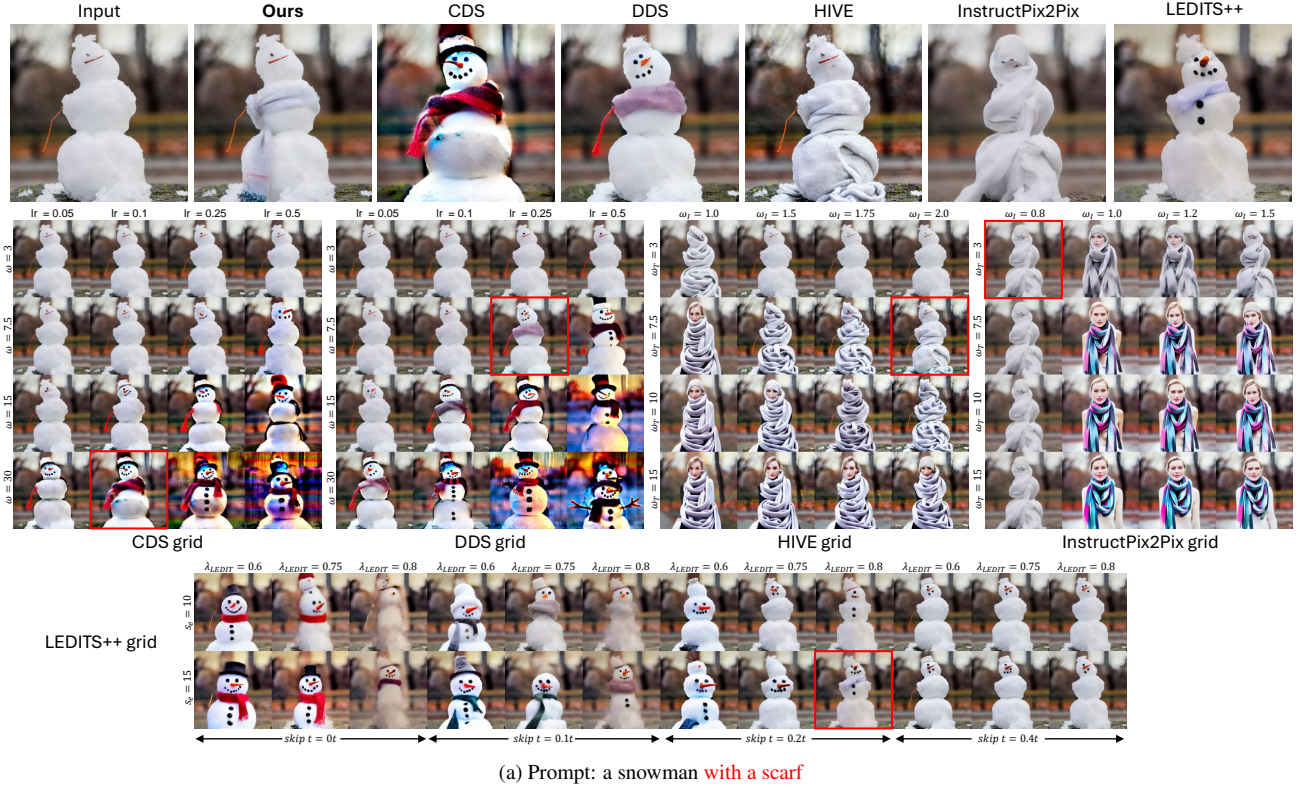 Input Ours CDS DDS HIVE InstructPix2Pix LEDITS++
lr = 0.05 lr = 0.1 lr = 0.25 lr = 0.5 lr = 0.05 lr = 0.1 lr = 0.25 lr = 0.5 ω_I = 1.0 ω_I = 1.5 ω_I = 1.75 ω_I = 2.0 ω_I = 0.8 ω_I = 1.0 ω_I = 1.2 ω_I = 1.5
ω = 3 ω = 3 ω_T = 3 ω_T = 3
ω = 7.5 ω = 7.5 ω_T = 7.5 ω_T = 7.5
ω = 15 ω = 15 ω_T = 10 ω_T = 10
ω = 30 ω = 30 ω_T = 15 ω_T = 15
CDS grid DDS grid HIVE grid InstructPix2Pix grid
λ_LEDIT = 0.6 λ_LEDIT = 0.75 λ_LEDIT = 0.8 λ_LEDIT = 0.6 λ_LEDIT = 0.75 λ_LEDIT = 0.8 λ_LEDIT = 0.6 λ_LEDIT = 0.75 λ_LEDIT = 0.8 λ_LEDIT = 0.6 λ_LEDIT = 0.75 λ_LEDIT = 0.8
s_e = 10
LEDITS++ grid
s_e = 15
skip t = 0t skip t = 0.1t skip t = 0.2t skip t = 0.4t
(a) Prompt: a snowman with a scarf